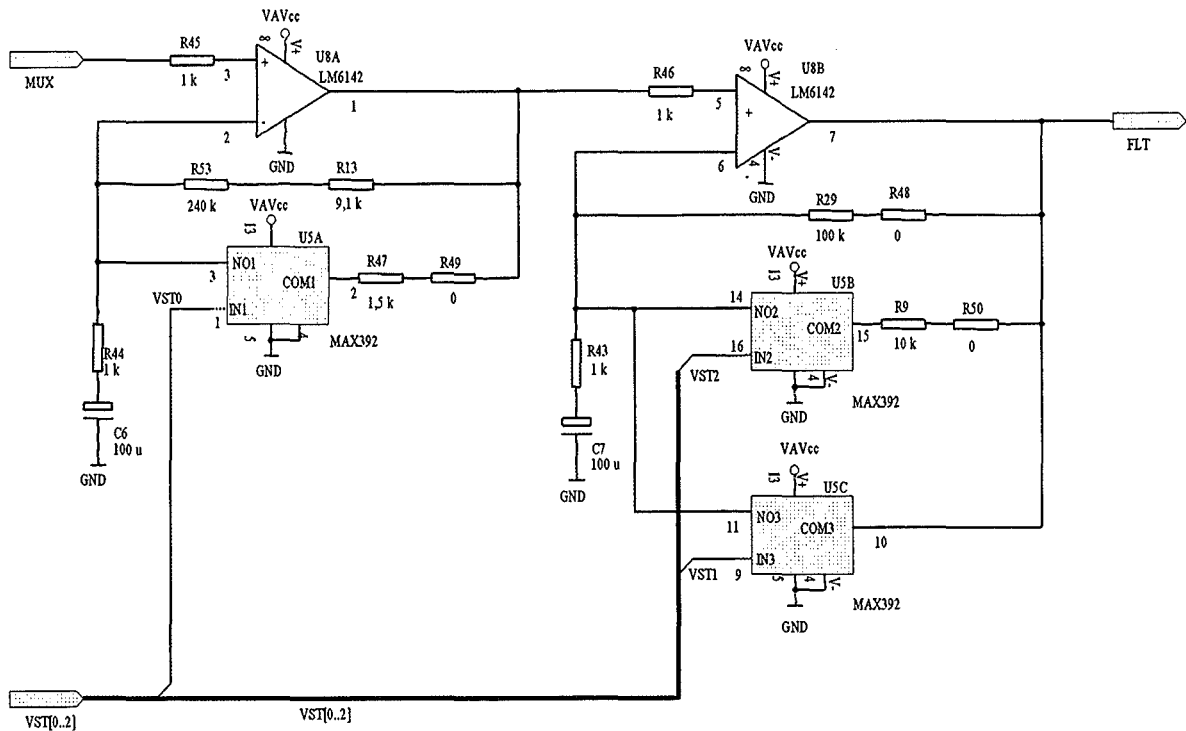 VAVcc
8
V+
R45
U8A
MUX
1 k
3
+
LM6142
1
2
-
GND
R53
R13
240 k
9,1 k
VAVcc
13
U5A
3
NO1
COM1
R47
R49
2
1,5 k
0
VST0
IN1
1
5
4
MAX392
GND
R44
1 k
C6
100 u
GND
VAVcc
8
V+
U8B
R46
LM6142
5
1 k
+
7
FLT
6
V-
4
GND
R29
R48
100 k
0
VAVcc
13
V+
U5B
14
NO2
COM2
R9
R50
15
10 k
0
16
IN2
VST2
4
V-
MAX392
GND
R43
1 k
C7
100 u
GND
VAVcc
13
V+
U5C
NO3
11
COM3
10
IN3
VST1
9
5
4
V-
MAX392
GND
VST[0..2]
VST[0..2]